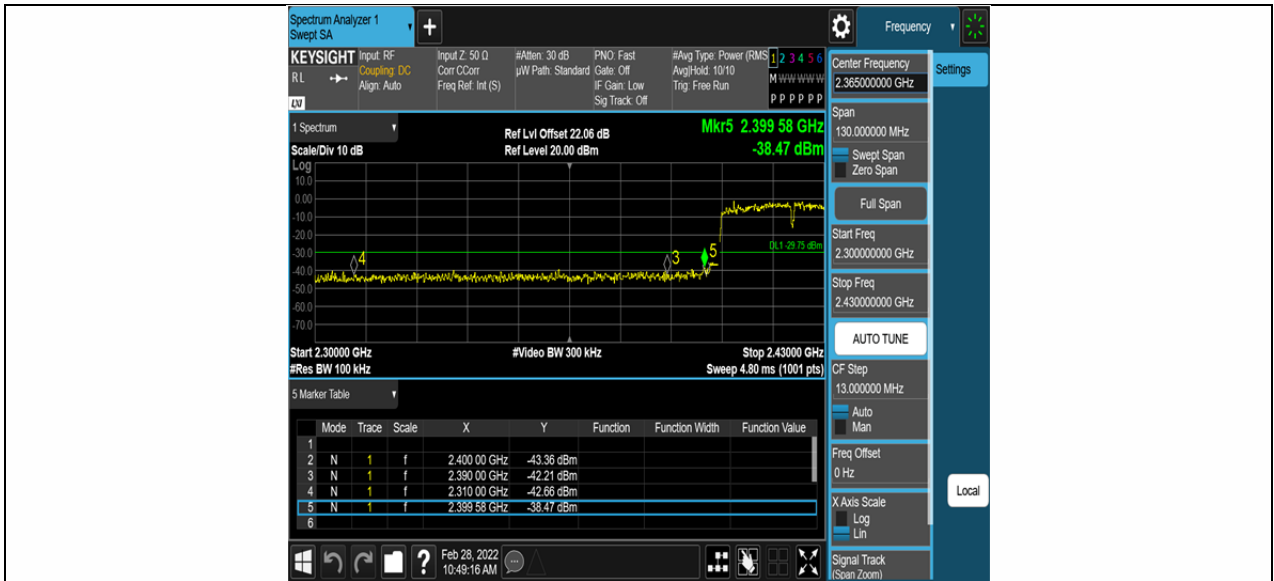 Spectrum Analyzer 1
Swept SA
+
Frequency
KEYSIGHT
RL
LXI
Input: RF
Coupling: DC
Align: Auto
Input Z: 50 Ω
Corr CCorr
Freq Ref: Int (S)
#Atten: 30 dB
µW Path: Standard
PNO: Fast
Gate: Off
IF Gain: Low
Sig Track: Off
#Avg Type: Power (RMS
Avg|Hold: 10/10
Trig: Free Run
1 2 3 4 5 6
M W W W W W
P P P P P P
1 Spectrum
Scale/Div 10 dB
Ref Lvl Offset 22.06 dB
Ref Level 20.00 dBm
Mkr5 2.399 58 GHz
-38.47 dBm
Log
10.0
0.00
-10.0
-20.0
-30.0
-40.0
-50.0
-60.0
-70.0
4
3
5
DL1 -29.75 dBm
Start 2.30000 GHz
#Res BW 100 kHz
#Video BW 300 kHz
Stop 2.43000 GHz
Sweep 4.80 ms (1001 pts)
5 Marker Table
Mode Trace Scale X Y Function Function Width Function Value
1
2 N 1 f 2.400 00 GHz -43.36 dBm
3 N 1 f 2.390 00 GHz -42.21 dBm
4 N 1 f 2.310 00 GHz -42.66 dBm
5 N 1 f 2.399 58 GHz -38.47 dBm
6
?
Feb 28, 2022
10:49:16 AM
Center Frequency
2.365000000 GHz
Settings
Span
130.000000 MHz
Swept Span
Zero Span
Full Span
Start Freq
2.300000000 GHz
Stop Freq
2.430000000 GHz
AUTO TUNE
CF Step
13.000000 MHz
Auto
Man
Freq Offset
0 Hz
Local
X Axis Scale
Log
Lin
Signal Track
(Span Zoom)